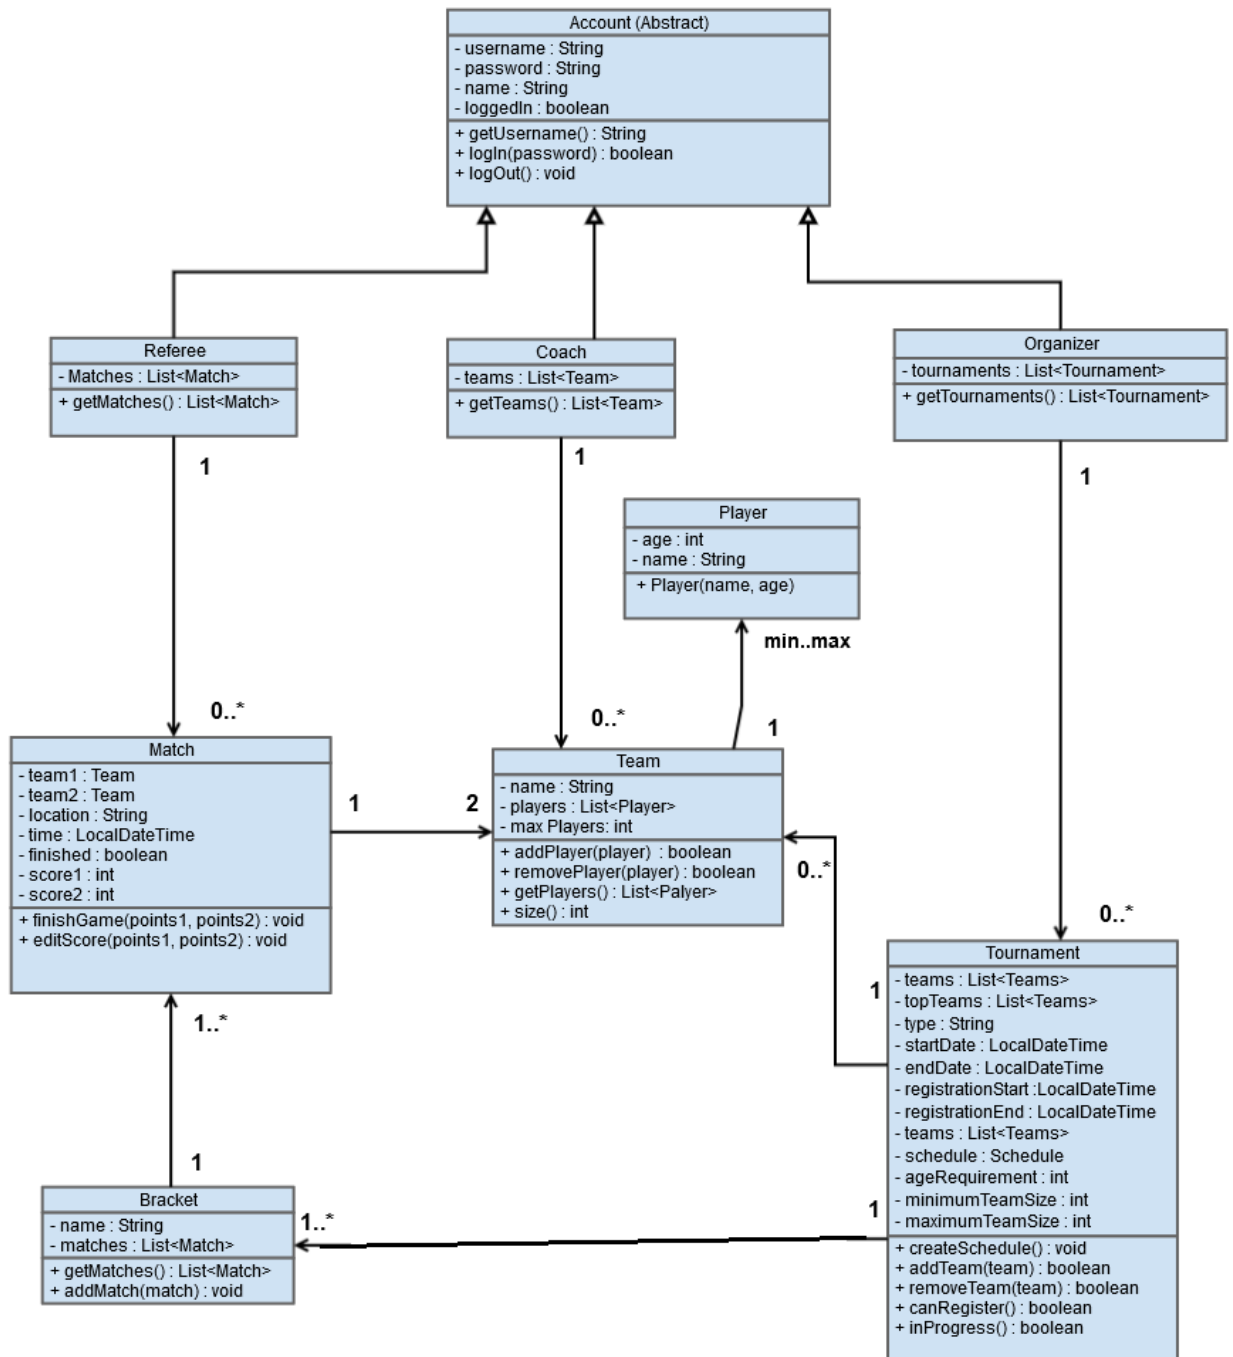 Account (Abstract)
- username : String
- password : String
- name : String
- loggedIn : boolean
+ getUsername() : String
+ logIn(password) : boolean
+ logOut() : void
Referee
- Matches : List<Match>
+ getMatches() : List<Match>
1
0..*
Coach
- teams : List<Team>
+ getTeams() : List<Team>
1
0..*
Organizer
- tournaments : List<Tournament>
+ getTournaments() : List<Tournament>
1
0..*
Player
- age : int
- name : String
+ Player(name, age)
min..max
1
Match
- team1 : Team
- team2 : Team
- location : String
- time : LocalDateTime
- finished : boolean
- score1 : int
- score2 : int
+ finishGame(points1, points2) : void
+ editScore(points1, points2) : void
1
2
Team
- name : String
- players : List<Player>
- max Players: int
+ addPlayer(player) : boolean
+ removePlayer(player) : boolean
+ getPlayers() : List<Palyer>
+ size() : int
0..*
1
Tournament
- teams : List<Teams>
- topTeams : List<Teams>
- type : String
- startDate : LocalDateTime
- endDate : LocalDateTime
- registrationStart :LocalDateTime
- registrationEnd : LocalDateTime
- teams : List<Teams>
- schedule : Schedule
- ageRequirement : int
- minimumTeamSize : int
- maximumTeamSize : int
+ createSchedule() : void
+ addTeam(team) : boolean
+ removeTeam(team) : boolean
+ canRegister() : boolean
+ inProgress() : boolean
1..*
1
Bracket
- name : String
- matches : List<Match>
+ getMatches() : List<Match>
+ addMatch(match) : void
1..*
1